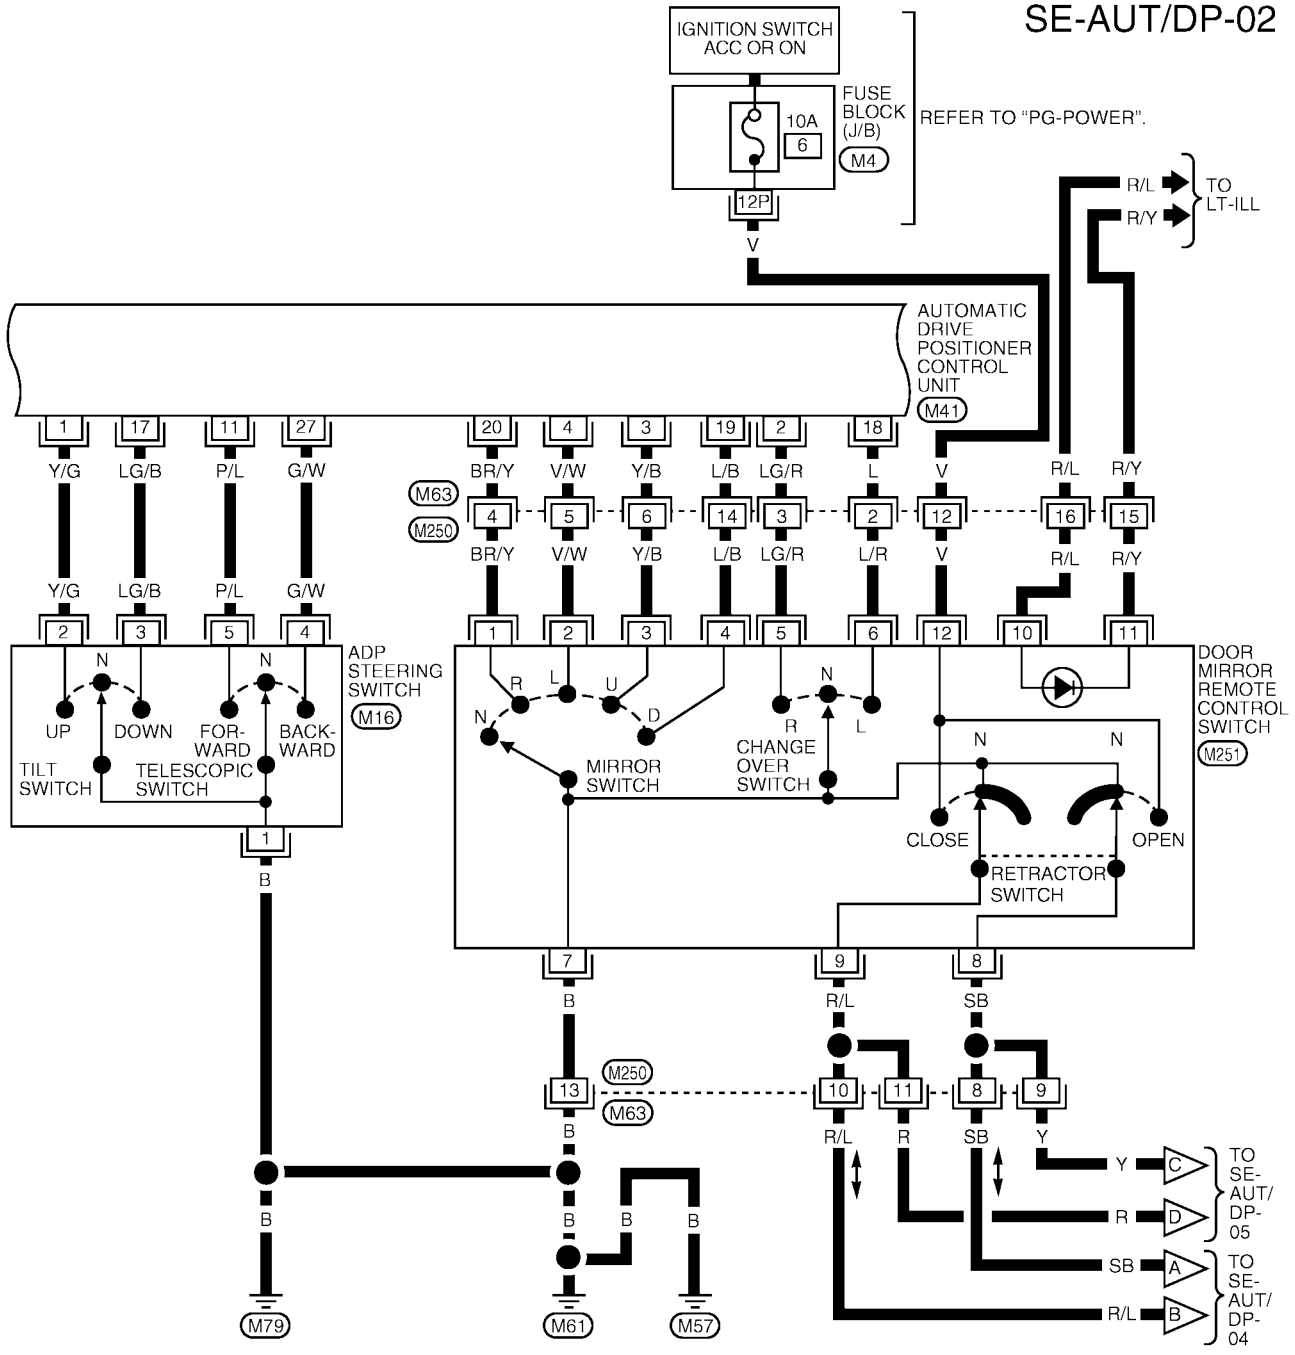 SE-AUT/DP-02
IGNITION SWITCH
ACC OR ON
FUSE
BLOCK
(J/B)
M4
10A
6
REFER TO “PG-POWER”.
12P
V
R/L
R/Y
TO
LT-ILL
AUTOMATIC
DRIVE
POSITIONER
CONTROL
UNIT
M41
1 17 11 27 20 4 3 19 2 18
Y/G LG/B P/L G/W BR/Y V/W Y/B L/B LG/R L V R/L R/Y
M63
4 5 6 14 3 2 12 16 15
M250
BR/Y V/W Y/B L/B LG/R L/R V R/L R/Y
Y/G LG/B P/L G/W
2 3 5 4 1 2 3 4 5 6 12 10 11
ADP
STEERING
SWITCH
M16
N N
UP DOWN
FOR-
WARD
BACK-
WARD
TILT
SWITCH
TELESCOPIC
SWITCH
1
B
DOOR
MIRROR
REMOTE
CONTROL
SWITCH
M251
N R L U D
MIRROR
SWITCH
N
R L
CHANGE
OVER
SWITCH
N N
CLOSE OPEN
RETRACTOR
SWITCH
7 9 8
B R/L SB
M250
13 10 11 8 9
M63
B R/L R SB Y
Y C
R D
TO
SE-
AUT/
DP-
05
SB A
R/L B
TO
SE-
AUT/
DP-
04
B B B B
M79 M61 M57